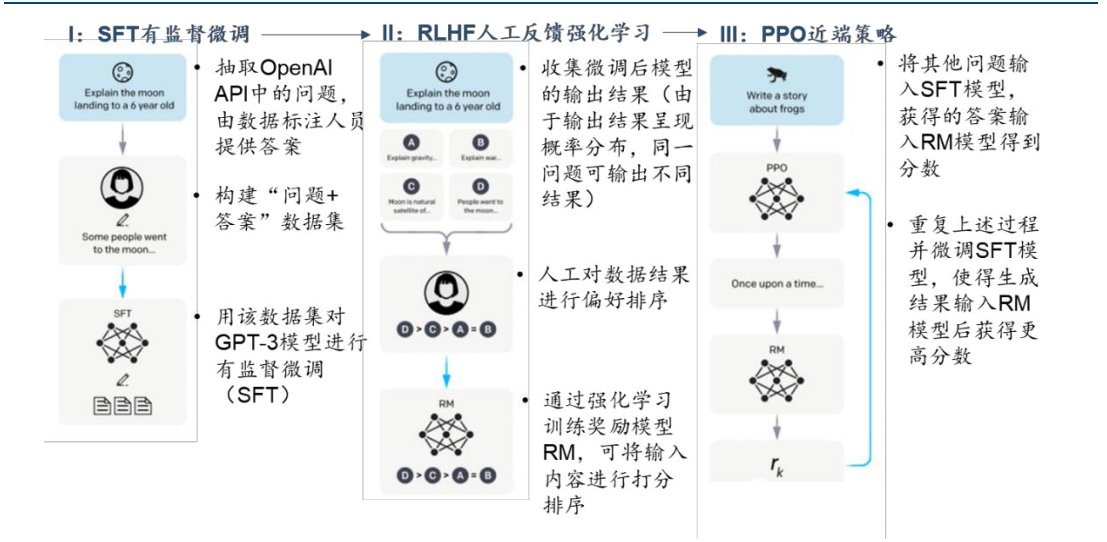 I：SFT有监督微调
II：RLHF人工反馈强化学习
III：PPO近端策略
Explain the moon
landing to a 6 year old
Some people went
to the moon...
SFT
• 抽取OpenAI
API中的问题，
由数据标注人员
提供答案
• 构建“问题+
答案”数据集
• 用该数据集对
GPT-3模型进行
有监督微调
（SFT）
Explain the moon
landing to a 6 year old
A
Explain gravity...
B
Explain war...
C
Moon is natural
satellite of...
D
People went to
the moon...
D > C > A = B
RM
D > C > A = B
• 收集微调后模型
的输出结果（由
于输出结果呈现
概率分布，同一
问题可输出不同
结果）
• 人工对数据结果
进行偏好排序
• 通过强化学习
训练奖励模型
RM，可将输入
内容进行打分
排序
Write a story
about frogs
PPO
Once upon a time...
RM
rk
• 将其他问题输
入SFT模型，
获得的答案输
入RM模型得到
分数
• 重复上述过程
并微调SFT模
型，使得生成
结果输入RM
模型后获得更
高分数